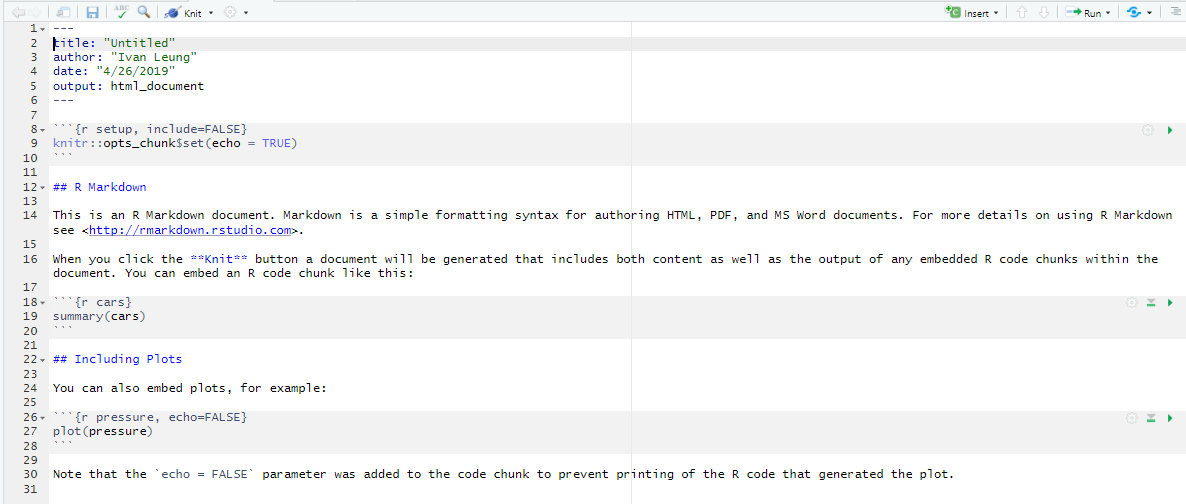 ABC Knit Insert Run
1 ---
2 title: "Untitled"
3 author: "Ivan Leung"
4 date: "4/26/2019"
5 output: html_document
6 ---
7
8 ```{r setup, include=FALSE}
9 knitr::opts_chunk$set(echo = TRUE)
10 ```
11
12 ## R Markdown
13
14 This is an R Markdown document. Markdown is a simple formatting syntax for authoring HTML, PDF, and MS Word documents. For more details on using R Markdown
see <http://rmarkdown.rstudio.com>.
15
16 When you click the **Knit** button a document will be generated that includes both content as well as the output of any embedded R code chunks within the
document. You can embed an R code chunk like this:
17
18 ```{r cars}
19 summary(cars)
20 ```
21
22 ## Including Plots
23
24 You can also embed plots, for example:
25
26 ```{r pressure, echo=FALSE}
27 plot(pressure)
28 ```
29
30 Note that the `echo = FALSE` parameter was added to the code chunk to prevent printing of the R code that generated the plot.
31